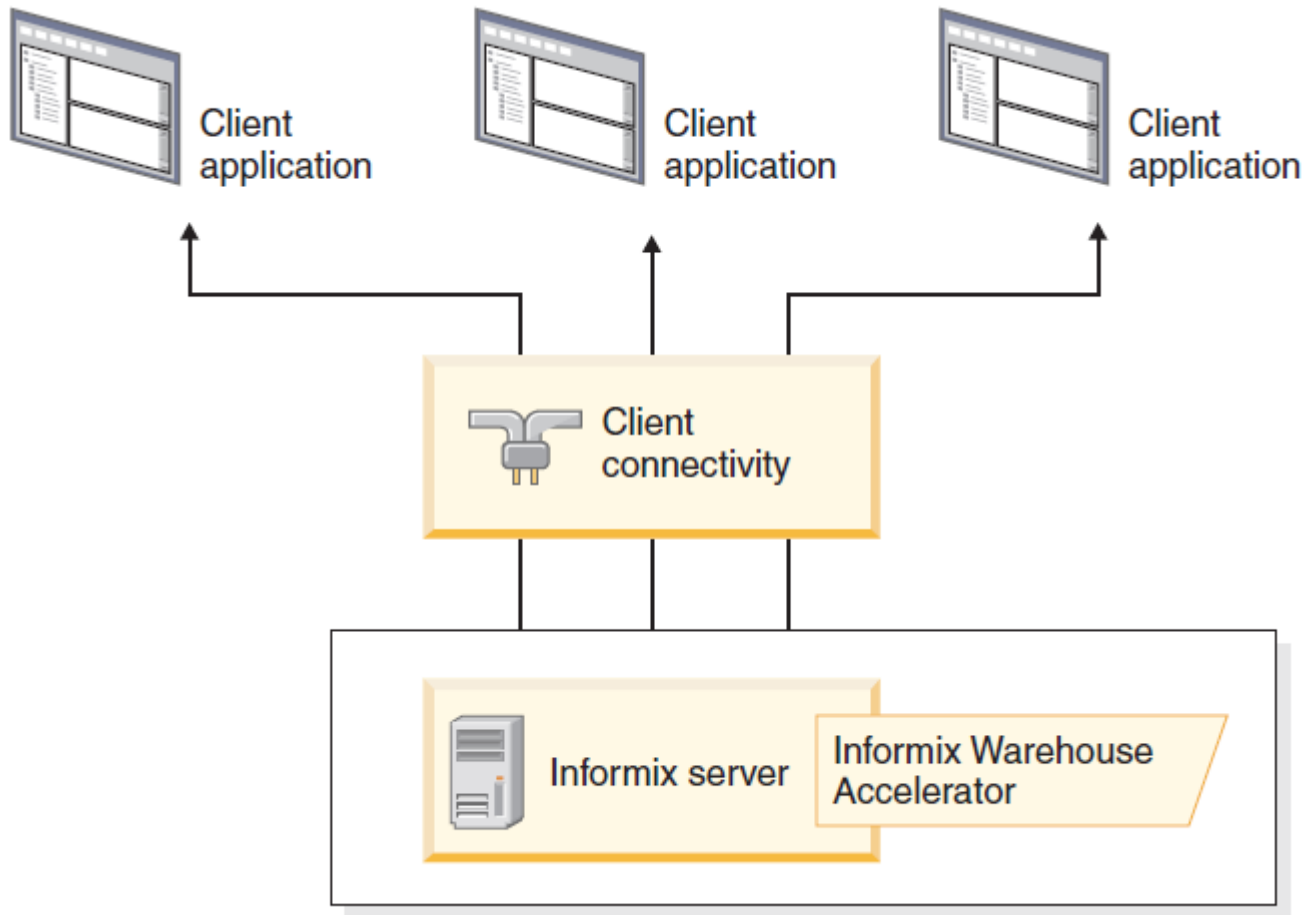 Client
application
Client
application
Client
application
Client
connectivity
Informix server
Informix Warehouse
Accelerator